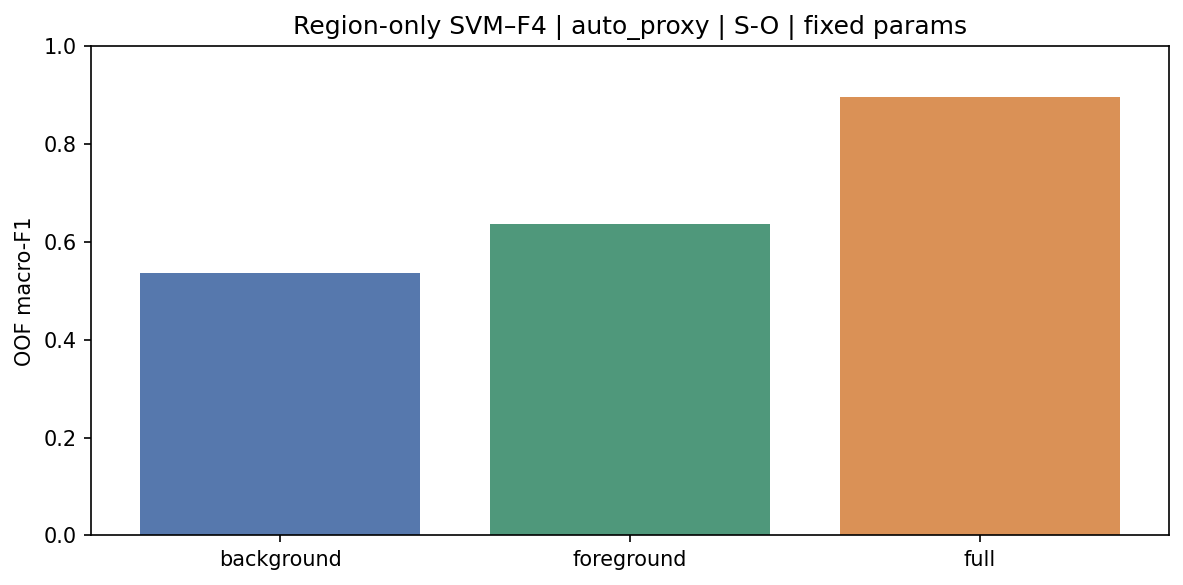 Region-only SVM–F4 | auto_proxy | S-O | fixed params
OOF macro-F1
1.0
0.8
0.6
0.4
0.2
0.0
background
foreground
full